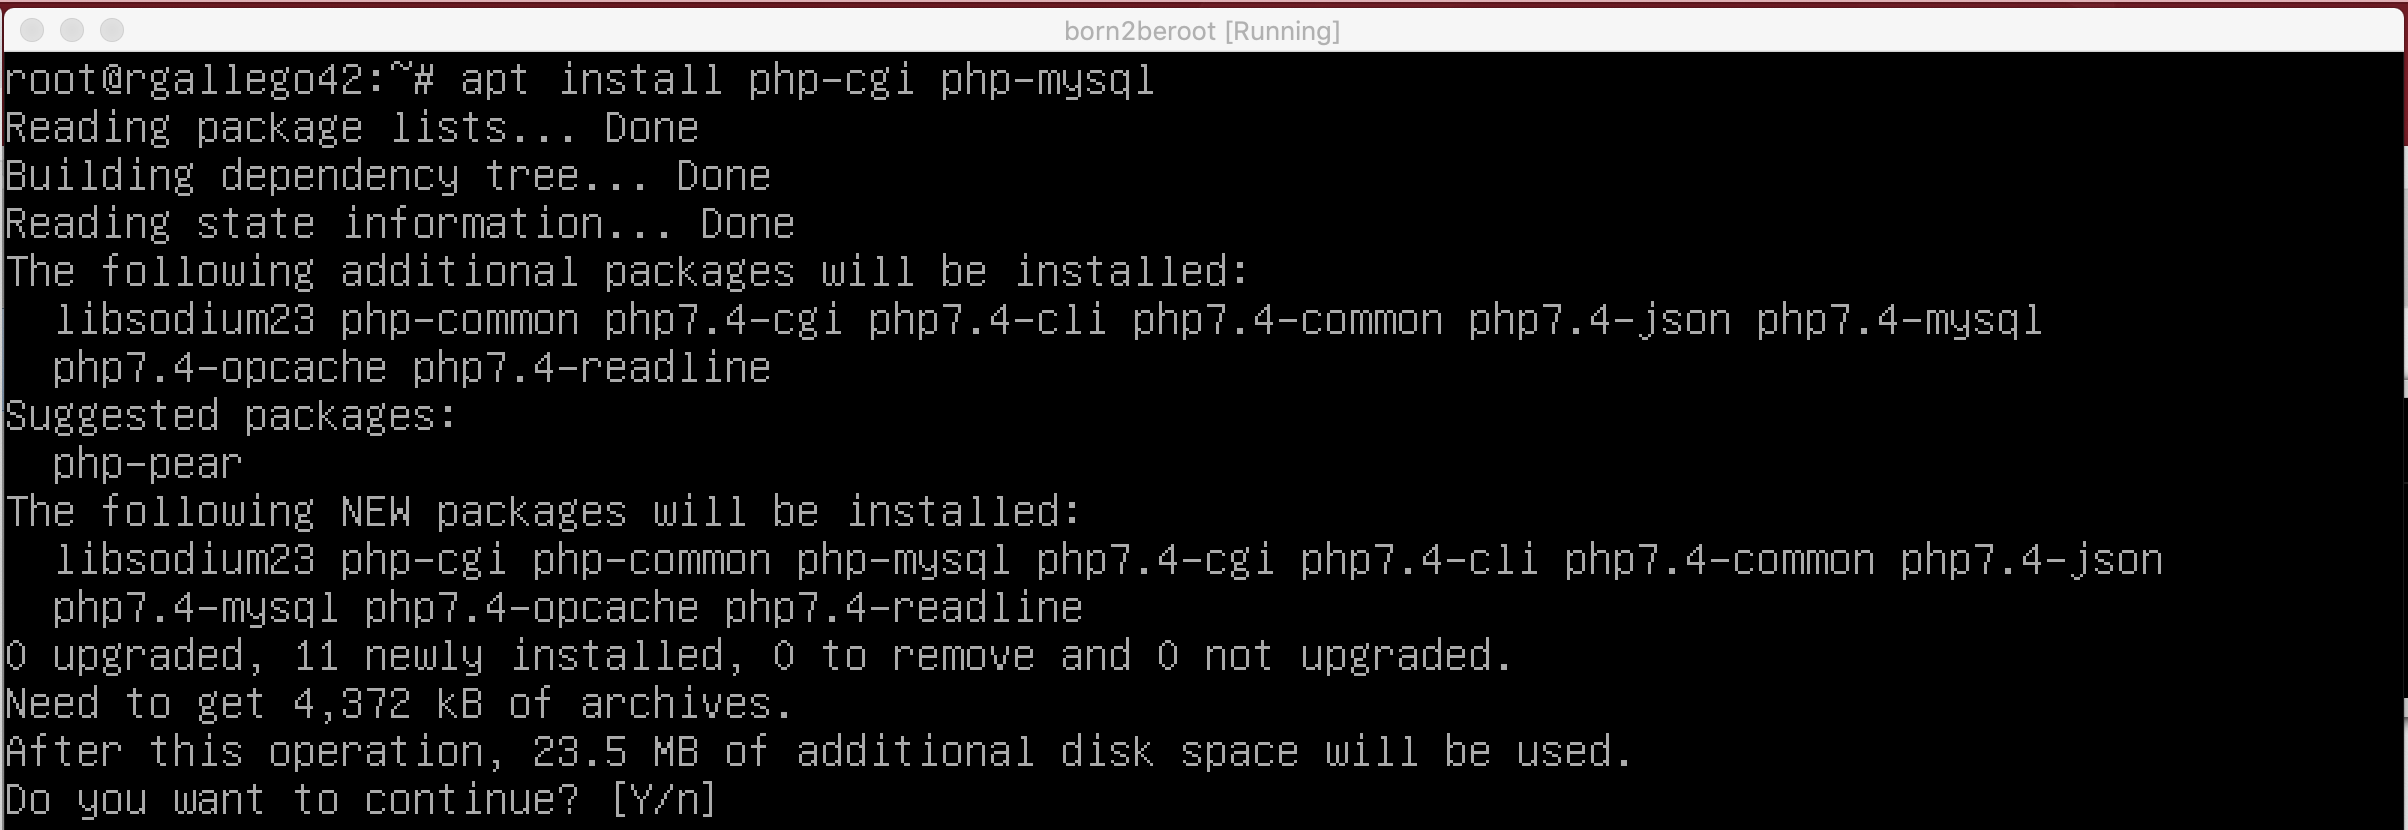 born2beroot [Running]
root@rgallego42:~# apt install php-cgi php-mysql
Reading package lists... Done
Building dependency tree... Done
Reading state information... Done
The following additional packages will be installed:
  libsodium23 php-common php7.4-cgi php7.4-cli php7.4-common php7.4-json php7.4-mysql
  php7.4-opcache php7.4-readline
Suggested packages:
  php-pear
The following NEW packages will be installed:
  libsodium23 php-cgi php-common php-mysql php7.4-cgi php7.4-cli php7.4-common php7.4-json
  php7.4-mysql php7.4-opcache php7.4-readline
0 upgraded, 11 newly installed, 0 to remove and 0 not upgraded.
Need to get 4,372 kB of archives.
After this operation, 23.5 MB of additional disk space will be used.
Do you want to continue? [Y/n]